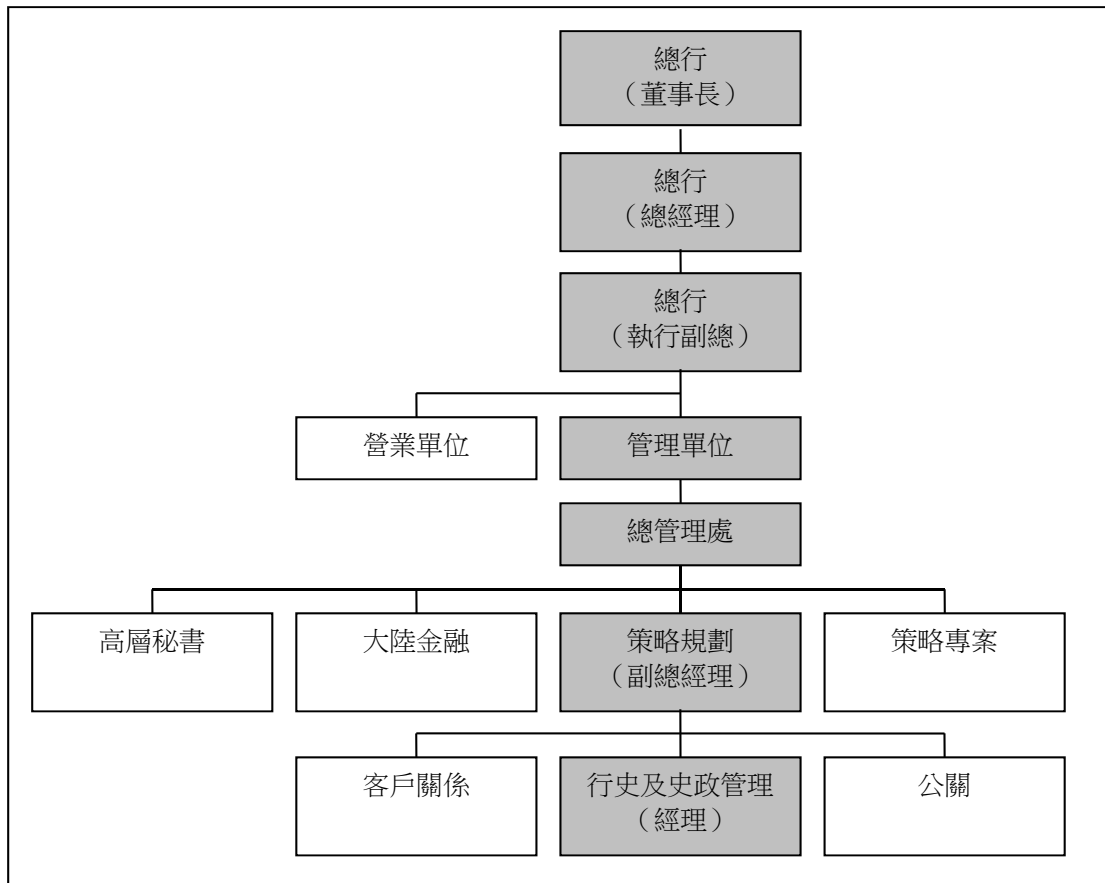 總行
（董事長）
總行
（總經理）
總行
（執行副總）
營業單位
管理單位
總管理處
高層秘書
大陸金融
策略規劃
（副總經理）
策略專案
客戶關係
行史及史政管理
（經理）
公關